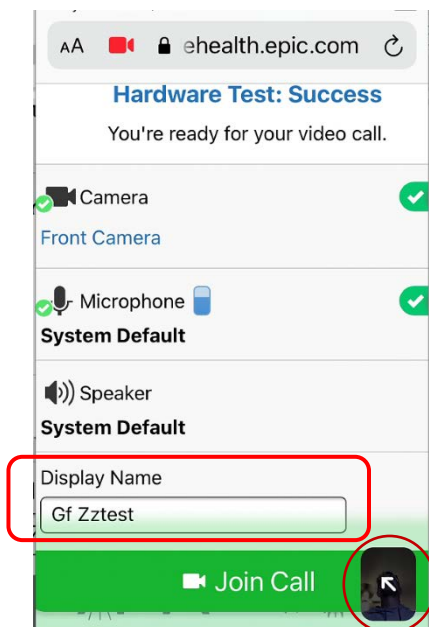 AA ehealth.epic.com
Hardware Test: Success
You're ready for your video call.
Camera
Front Camera
Microphone
System Default
Speaker
System Default
Display Name
Gf Zztest
Join Call